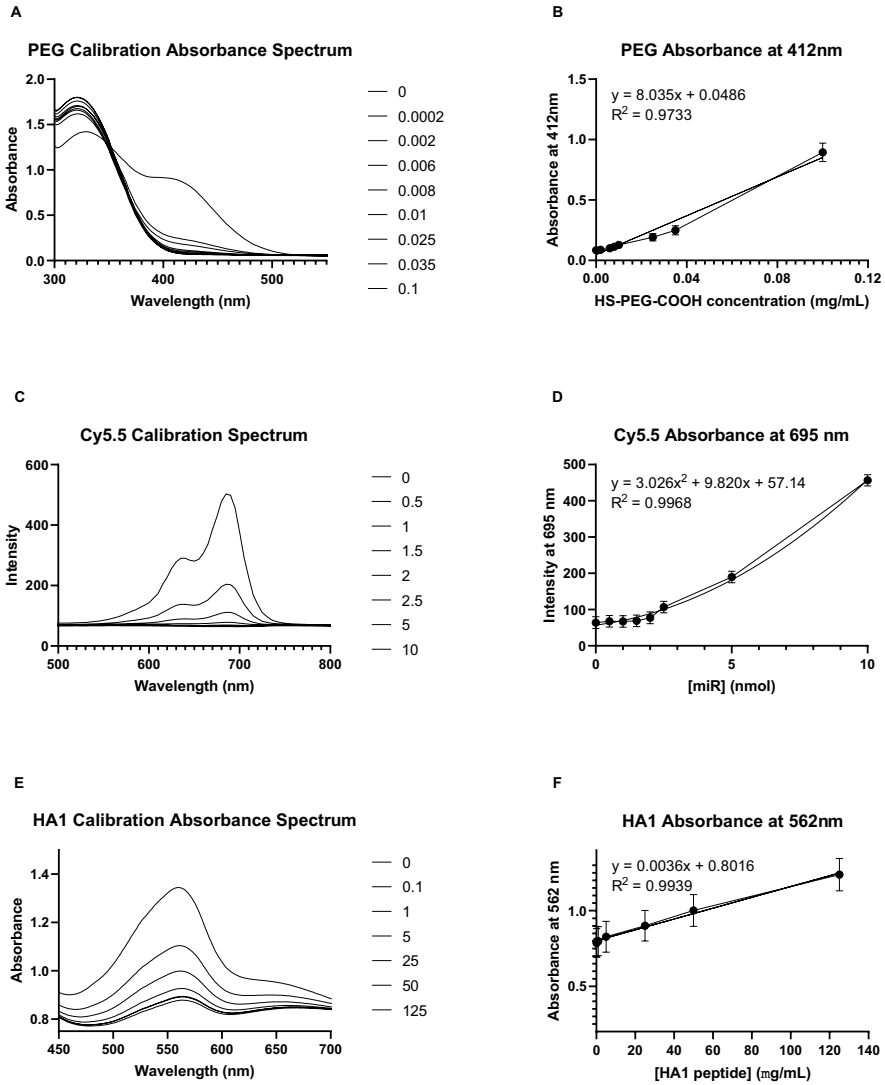 A
PEG Calibration Absorbance Spectrum
Absorbance
2.0
1.5
1.0
0.5
0.0
300
400
500
Wavelength (nm)
0
0.0002
0.002
0.006
0.008
0.01
0.025
0.035
0.1
B
PEG Absorbance at 412nm
y = 8.035x + 0.0486
R² = 0.9733
Absorbance at 412nm
1.5
1.0
0.5
0.0
0.00
0.04
0.08
0.12
HS-PEG-COOH concentration (mg/mL)
C
Cy5.5 Calibration Spectrum
Intensity
600
400
200
0
500
600
700
800
Wavelength (nm)
0
0.5
1
1.5
2
2.5
5
10
D
Cy5.5 Absorbance at 695 nm
y = 3.026x² + 9.820x + 57.14
R² = 0.9968
Intensity at 695 nm
500
400
300
200
100
0
0
5
10
[miR] (nmol)
E
HA1 Calibration Absorbance Spectrum
Absorbance
1.4
1.2
1.0
0.8
450
500
550
600
650
700
Wavelength (nm)
0
0.1
1
5
25
50
125
F
HA1 Absorbance at 562nm
y = 0.0036x + 0.8016
R² = 0.9939
Absorbance at 562 nm
1.0
0.5
0
20
40
60
80
100
120
140
[HA1 peptide] (mg/mL)